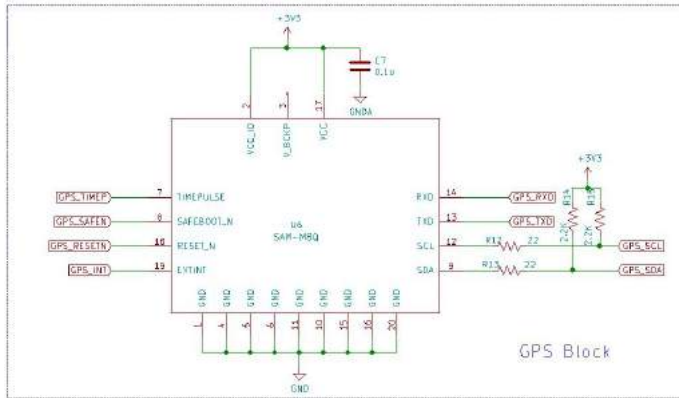 +3V3
C7
0.1u
GNDA
2
3
17
VCC_IO
V_BCKP
VCC
+3V3
R14
R15
2.2K
2.2K
GPS_TIMEP
7
TIMEPULSE
RXD
14
GPS_RXD
GPS_SAFEN
8
SAFEBOOT_N
U6
SAM-M8Q
TXD
13
GPS_TXD
GPS_RESETN
18
RESET_N
SCL
12
R12
22
GPS_SCL
GPS_INT
19
EXTINT
SDA
9
R13
22
GPS_SDA
GND
GND
GND
GND
GND
GND
GND
GND
GND
1
4
5
6
11
10
15
16
20
GND
GPS Block